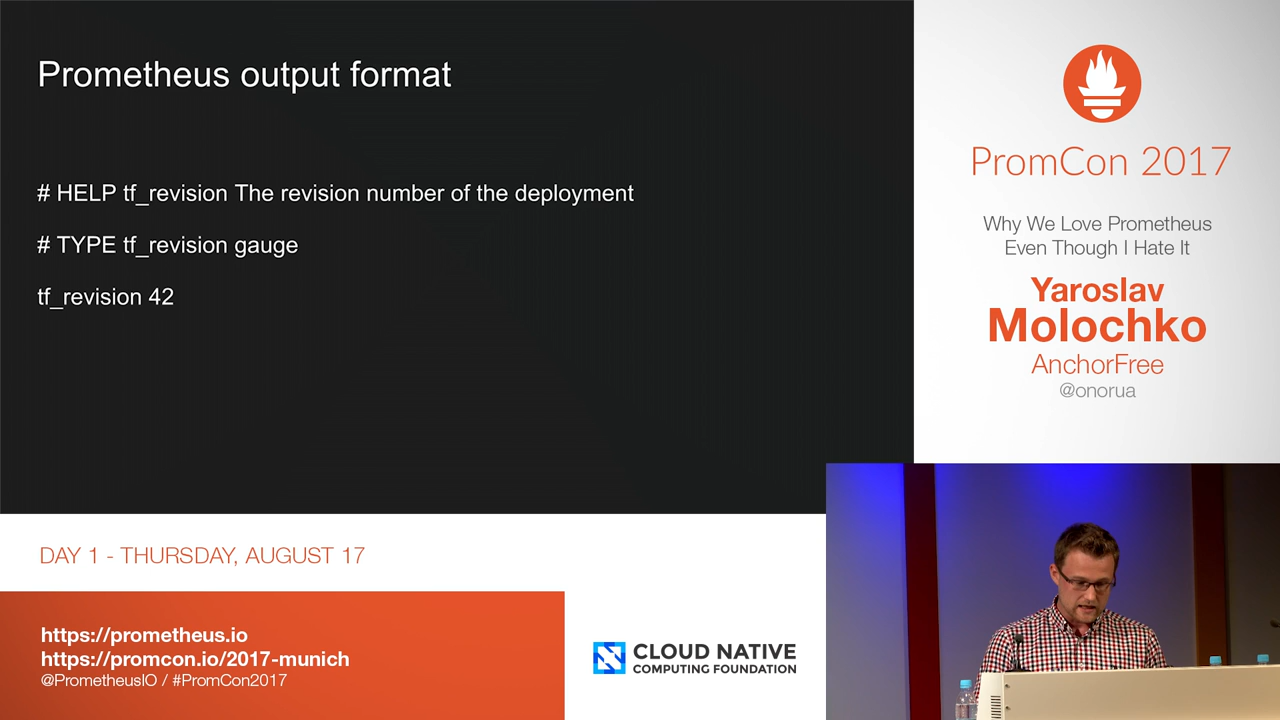 Prometheus output format
# HELP tf_revision The revision number of the deployment
# TYPE tf_revision gauge
tf_revision 42
PromCon 2017
Why We Love Prometheus
Even Though I Hate It
Yaroslav
Molochko
AnchorFree
@onorua
DAY 1 - THURSDAY, AUGUST 17
https://prometheus.io
https://promcon.io/2017-munich
@PrometheusIO / #PromCon2017
CLOUD NATIVE
COMPUTING FOUNDATION